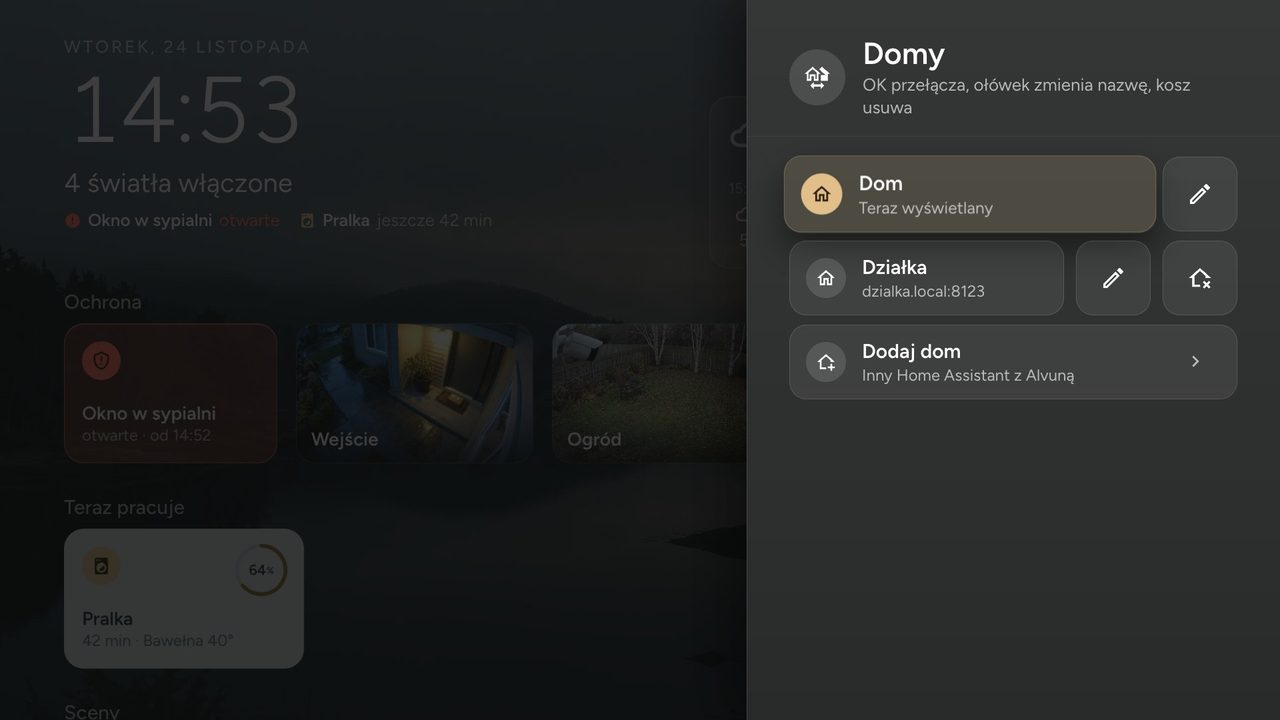 WTOREK, 24 LISTOPADA
14:53
4 światła włączone
Okno w sypialni otwarte Pralka jeszcze 42 min
Ochrona
Okno w sypialni
otwarte · od 14:52
Wejście
Ogród
Teraz pracuje
64%
Pralka
42 min · Bawełna 40°
Sceny
Domy
OK przełącza, ołówek zmienia nazwę, kosz
usuwa
Dom
Teraz wyświetlany
Działka
dzialka.local:8123
Dodaj dom
Inny Home Assistant z Alvuną